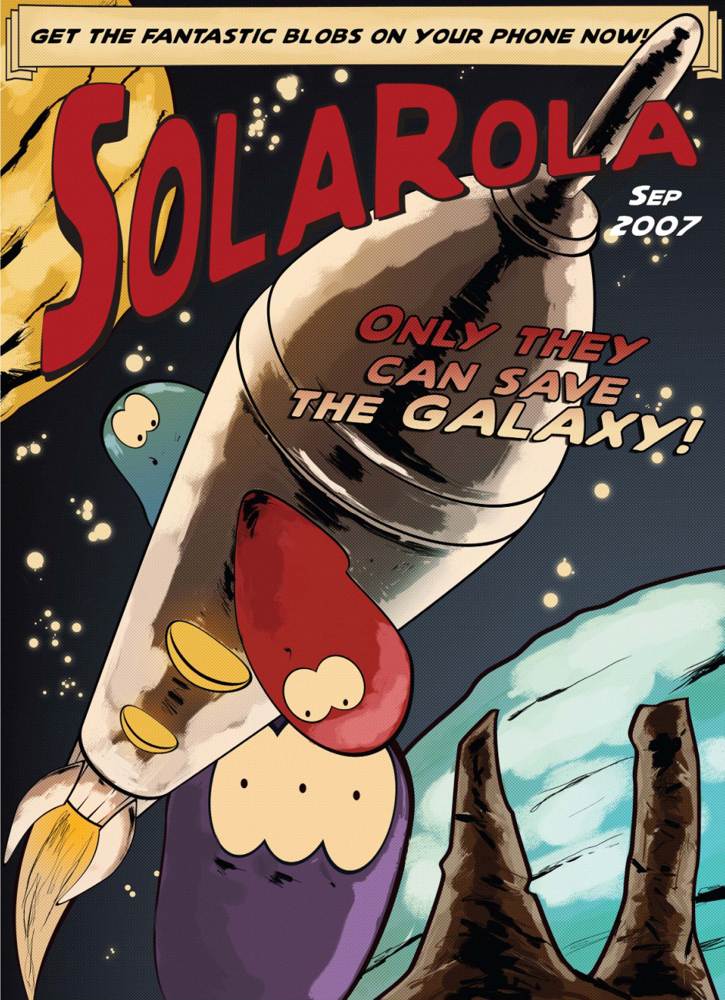 GET THE FANTASTIC BLOBS ON YOUR PHONE NOW!
SOLAROLA
SEP
2007
ONLY THEY
CAN SAVE
THE GALAXY!